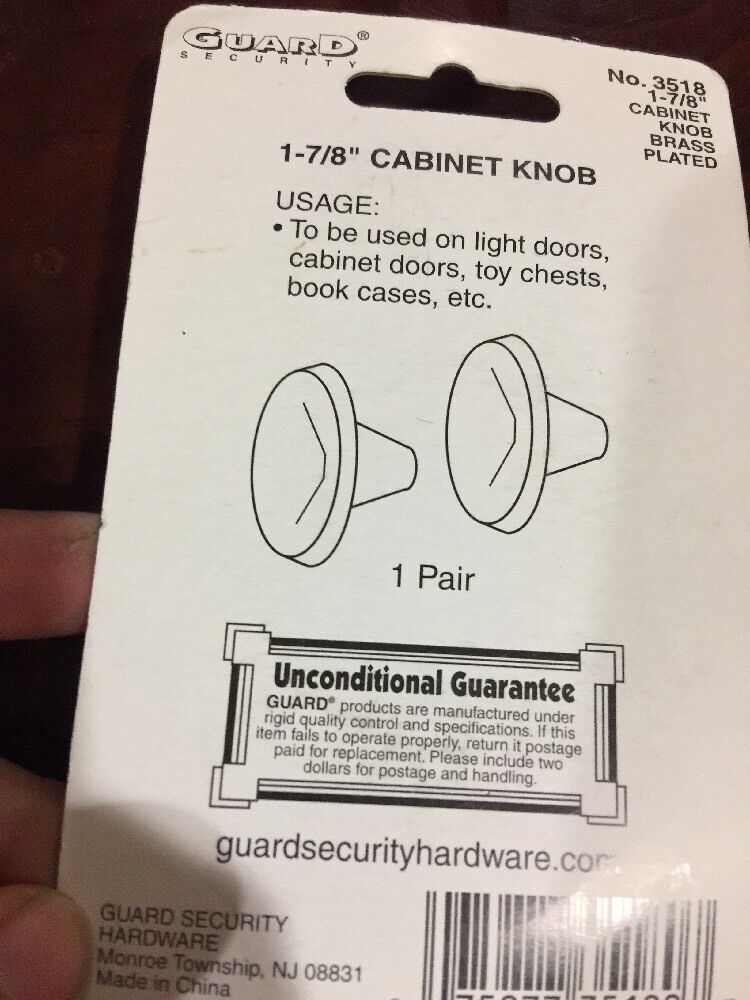 GUARD®
SECURITY
No. 3518
1-7/8"
CABINET
KNOB
BRASS
PLATED
1-7/8" CABINET KNOB
USAGE:
• To be used on light doors,
cabinet doors, toy chests,
book cases, etc.
1 Pair
Unconditional Guarantee
GUARD® products are manufactured under
rigid quality control and specifications. If this
item fails to operate properly, return it postage
paid for replacement. Please include two
dollars for postage and handling.
guardsecurityhardware.com
GUARD SECURITY
HARDWARE
Monroe Township, NJ 08831
Made in China